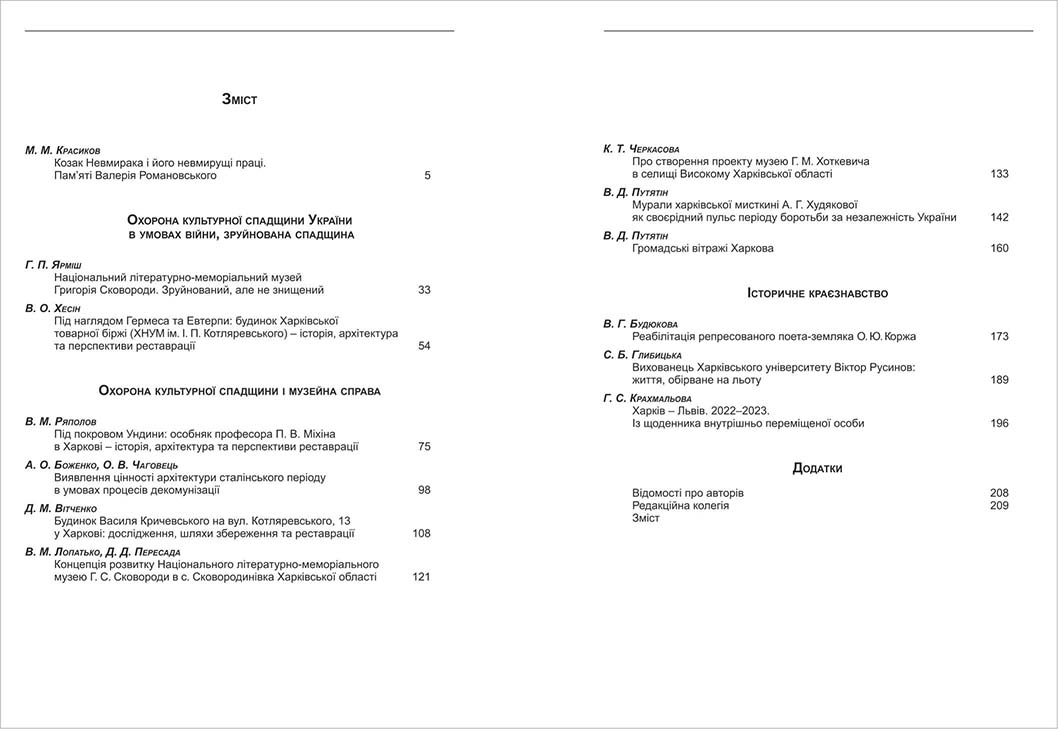 Зміст
М. М. Красиков
Козак Невмирака і його невмирущі праці.
Пам'яті Валерія Романовського 5
Охорона культурної спадщини України
в умовах війни, зруйнована спадщина
Г. П. Ярміш
Національний літературно-меморіальний музей
Григорія Сковороди. Зруйнований, але не знищений 33
В. О. Хесін
Під наглядом Гермеса та Евтерпи: будинок Харківської
товарної біржі (ХНУМ ім. І. П. Котляревського) – історія, архітектура
та перспективи реставрації 54
Охорона культурної спадщини і музейна справа
В. М. Ряполов
Під покровом Ундини: особняк професора П. В. Міхіна
в Харкові – історія, архітектура та перспективи реставрації 75
А. О. Боженко, О. В. Чаговець
Виявлення цінності архітектури сталінського періоду
в умовах процесів декомунізації 98
Д. М. Вітченко
Будинок Василя Кричевського на вул. Котляревського, 13
у Харкові: дослідження, шляхи збереження та реставрації 108
В. М. Лопатько, Д. Д. Пересада
Концепція розвитку Національного літературно-меморіального
музею Г. С. Сковороди в с. Сковородинівка Харківської області 121
К. Т. Черкасова
Про створення проекту музею Г. М. Хоткевича
в селищі Високому Харківської області 133
В. Д. Путятін
Мурали харківської мисткині А. Г. Худякової
як своєрідний пульс періоду боротьби за незалежність України 142
В. Д. Путятін
Громадські вітражі Харкова 160
Історичне краєзнавство
В. Г. Будюкова
Реабілітація репресованого поета-земляка О. Ю. Коржа 173
С. Б. Глибицька
Вихованець Харківського університету Віктор Русинов:
життя, обірване на льоту 189
Г. С. Крахмальова
Харків – Львів. 2022–2023.
Із щоденника внутрішньо переміщеної особи 196
Додатки
Відомості про авторів 208
Редакційна колегія 209
Зміст